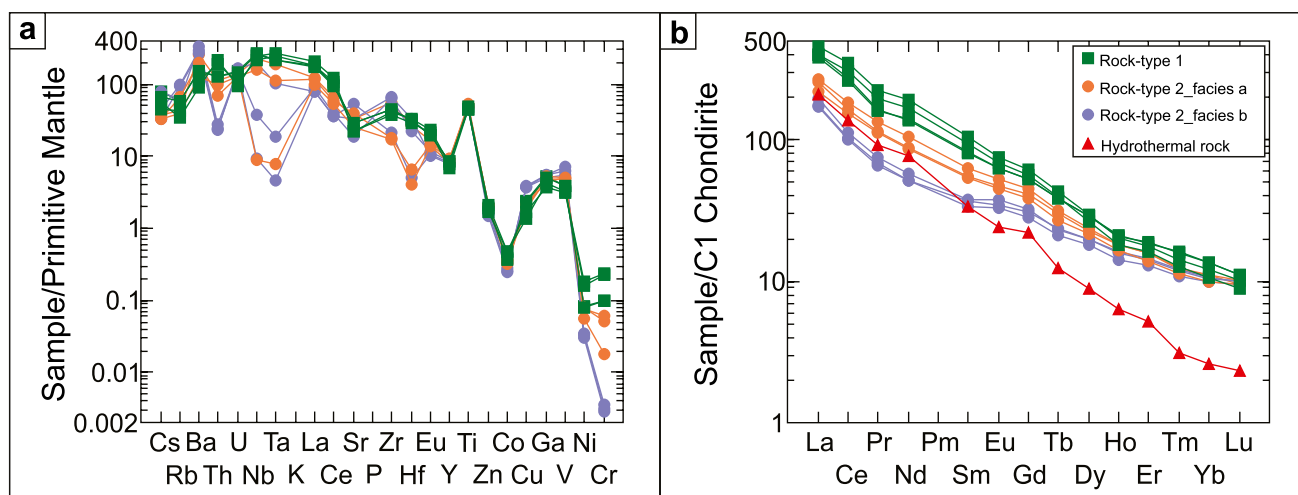 a
Sample/Primitive Mantle
400
100
10
1
0.1
0.01
0.002
Cs Ba U Ta La Sr Zr Eu Ti Co Ga Ni
Rb Th Nb K Ce P Hf Y Zn Cu V Cr
b
Sample/C1 Chondirite
500
100
10
1
Rock-type 1
Rock-type 2_facies a
Rock-type 2_facies b
Hydrothermal rock
La Pr Pm Eu Tb Ho Tm Lu
Ce Nd Sm Gd Dy Er Yb